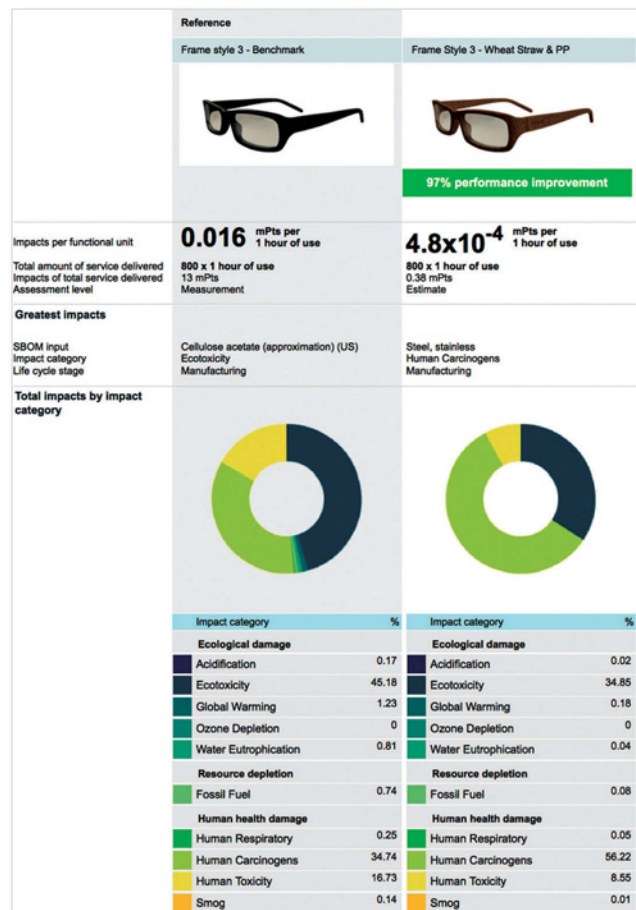 Reference
Frame style 3 - Benchmark
Frame Style 3 - Wheat Straw & PP
97% performance improvement
Impacts per functional unit
0.016 mPts per
1 hour of use
4.8x10⁻⁴ mPts per
1 hour of use
Total amount of service delivered 800 x 1 hour of use 800 x 1 hour of use
Impacts of total service delivered 13 mPts 0.38 mPts
Assessment level Measurement Estimate
Greatest impacts
SBOM input Cellulose acetate (approximation) (US) Steel, stainless
Impact category Ecotoxicity Human Carcinogens
Life cycle stage Manufacturing Manufacturing
Total impacts by impact
category
Impact category % Impact category %
Ecological damage Ecological damage
Acidification 0.17 Acidification 0.02
Ecotoxicity 45.18 Ecotoxicity 34.85
Global Warming 1.23 Global Warming 0.18
Ozone Depletion 0 Ozone Depletion 0
Water Eutrophication 0.81 Water Eutrophication 0.04
Resource depletion Resource depletion
Fossil Fuel 0.74 Fossil Fuel 0.08
Human health damage Human health damage
Human Respiratory 0.25 Human Respiratory 0.05
Human Carcinogens 34.74 Human Carcinogens 56.22
Human Toxicity 16.73 Human Toxicity 8.55
Smog 0.14 Smog 0.01